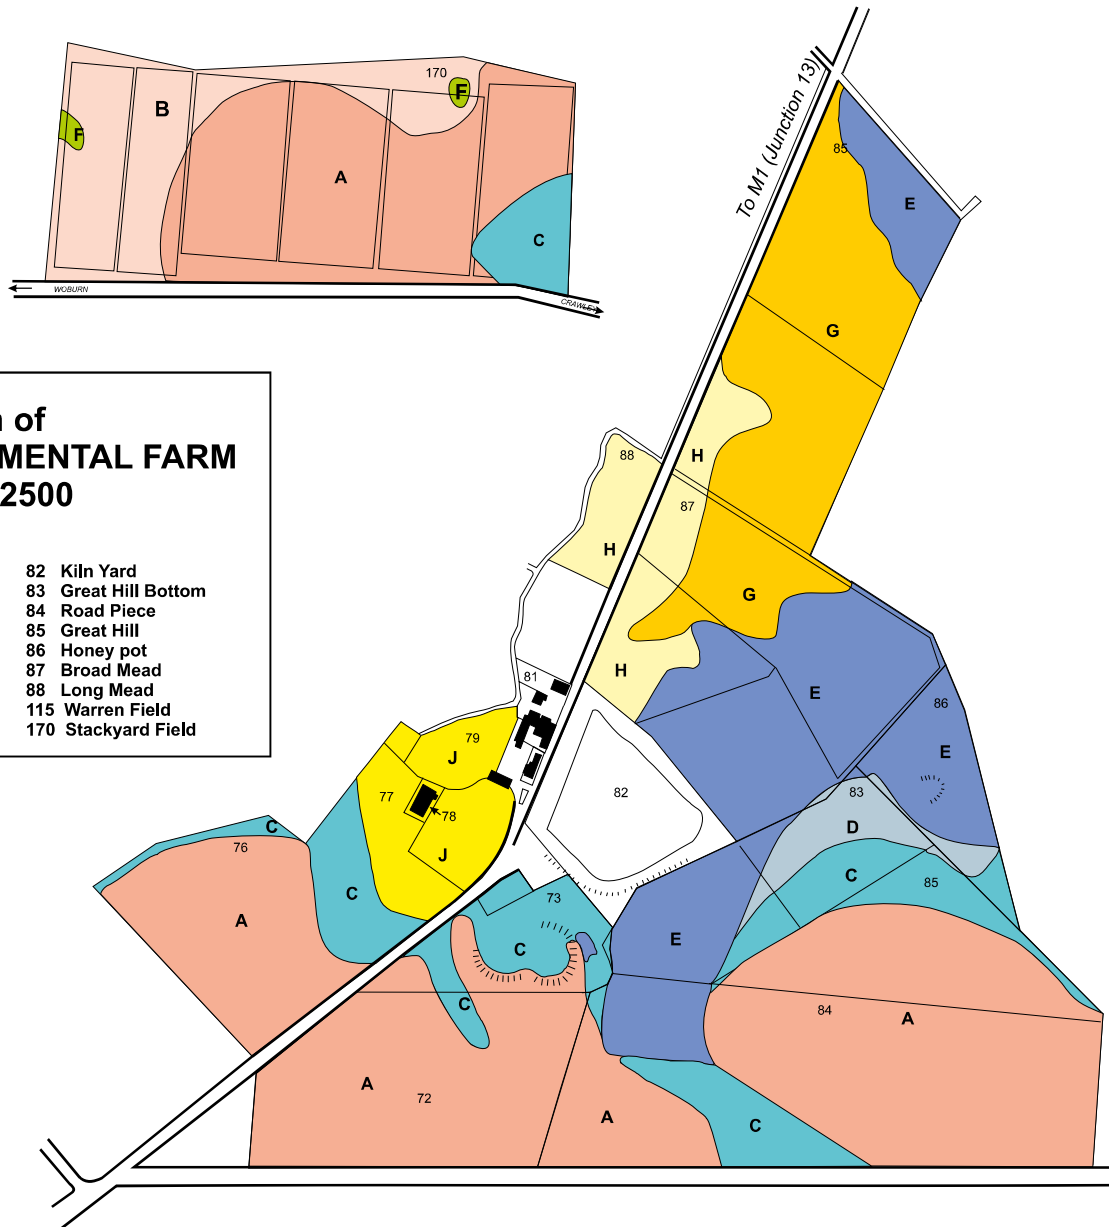 170
B
F
F
A
C
WOBURN
To M1 (Junction 13)
85
E
G
n of
MENTAL FARM
2500
82 Kiln Yard
83 Great Hill Bottom
84 Road Piece
85 Great Hill
86 Honey pot
87 Broad Mead
88 Long Mead
115 Warren Field
170 Stackyard Field
88
H
87
H
G
H
81
E
86
E
79
J
77
78
J
82
83
D
C
85
C
76
A
C
73
C
E
C
84
A
A
72
A
C